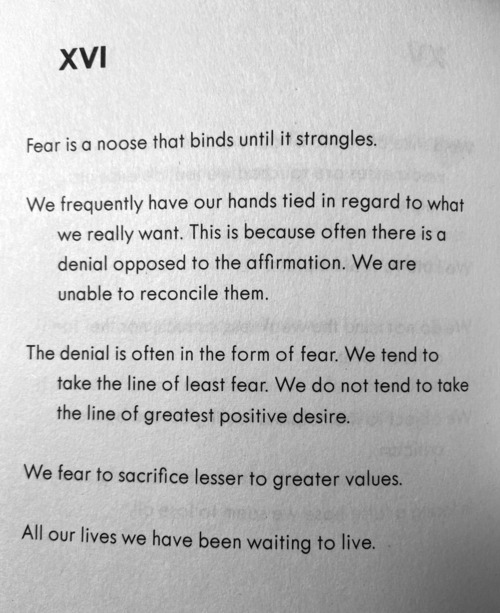 XVI
Fear is a noose that binds until it strangles.
We frequently have our hands tied in regard to what
we really want. This is because often there is a
denial opposed to the affirmation. We are
unable to reconcile them.
The denial is often in the form of fear. We tend to
take the line of least fear. We do not tend to take
the line of greatest positive desire.
We fear to sacrifice lesser to greater values.
All our lives we have been waiting to live.